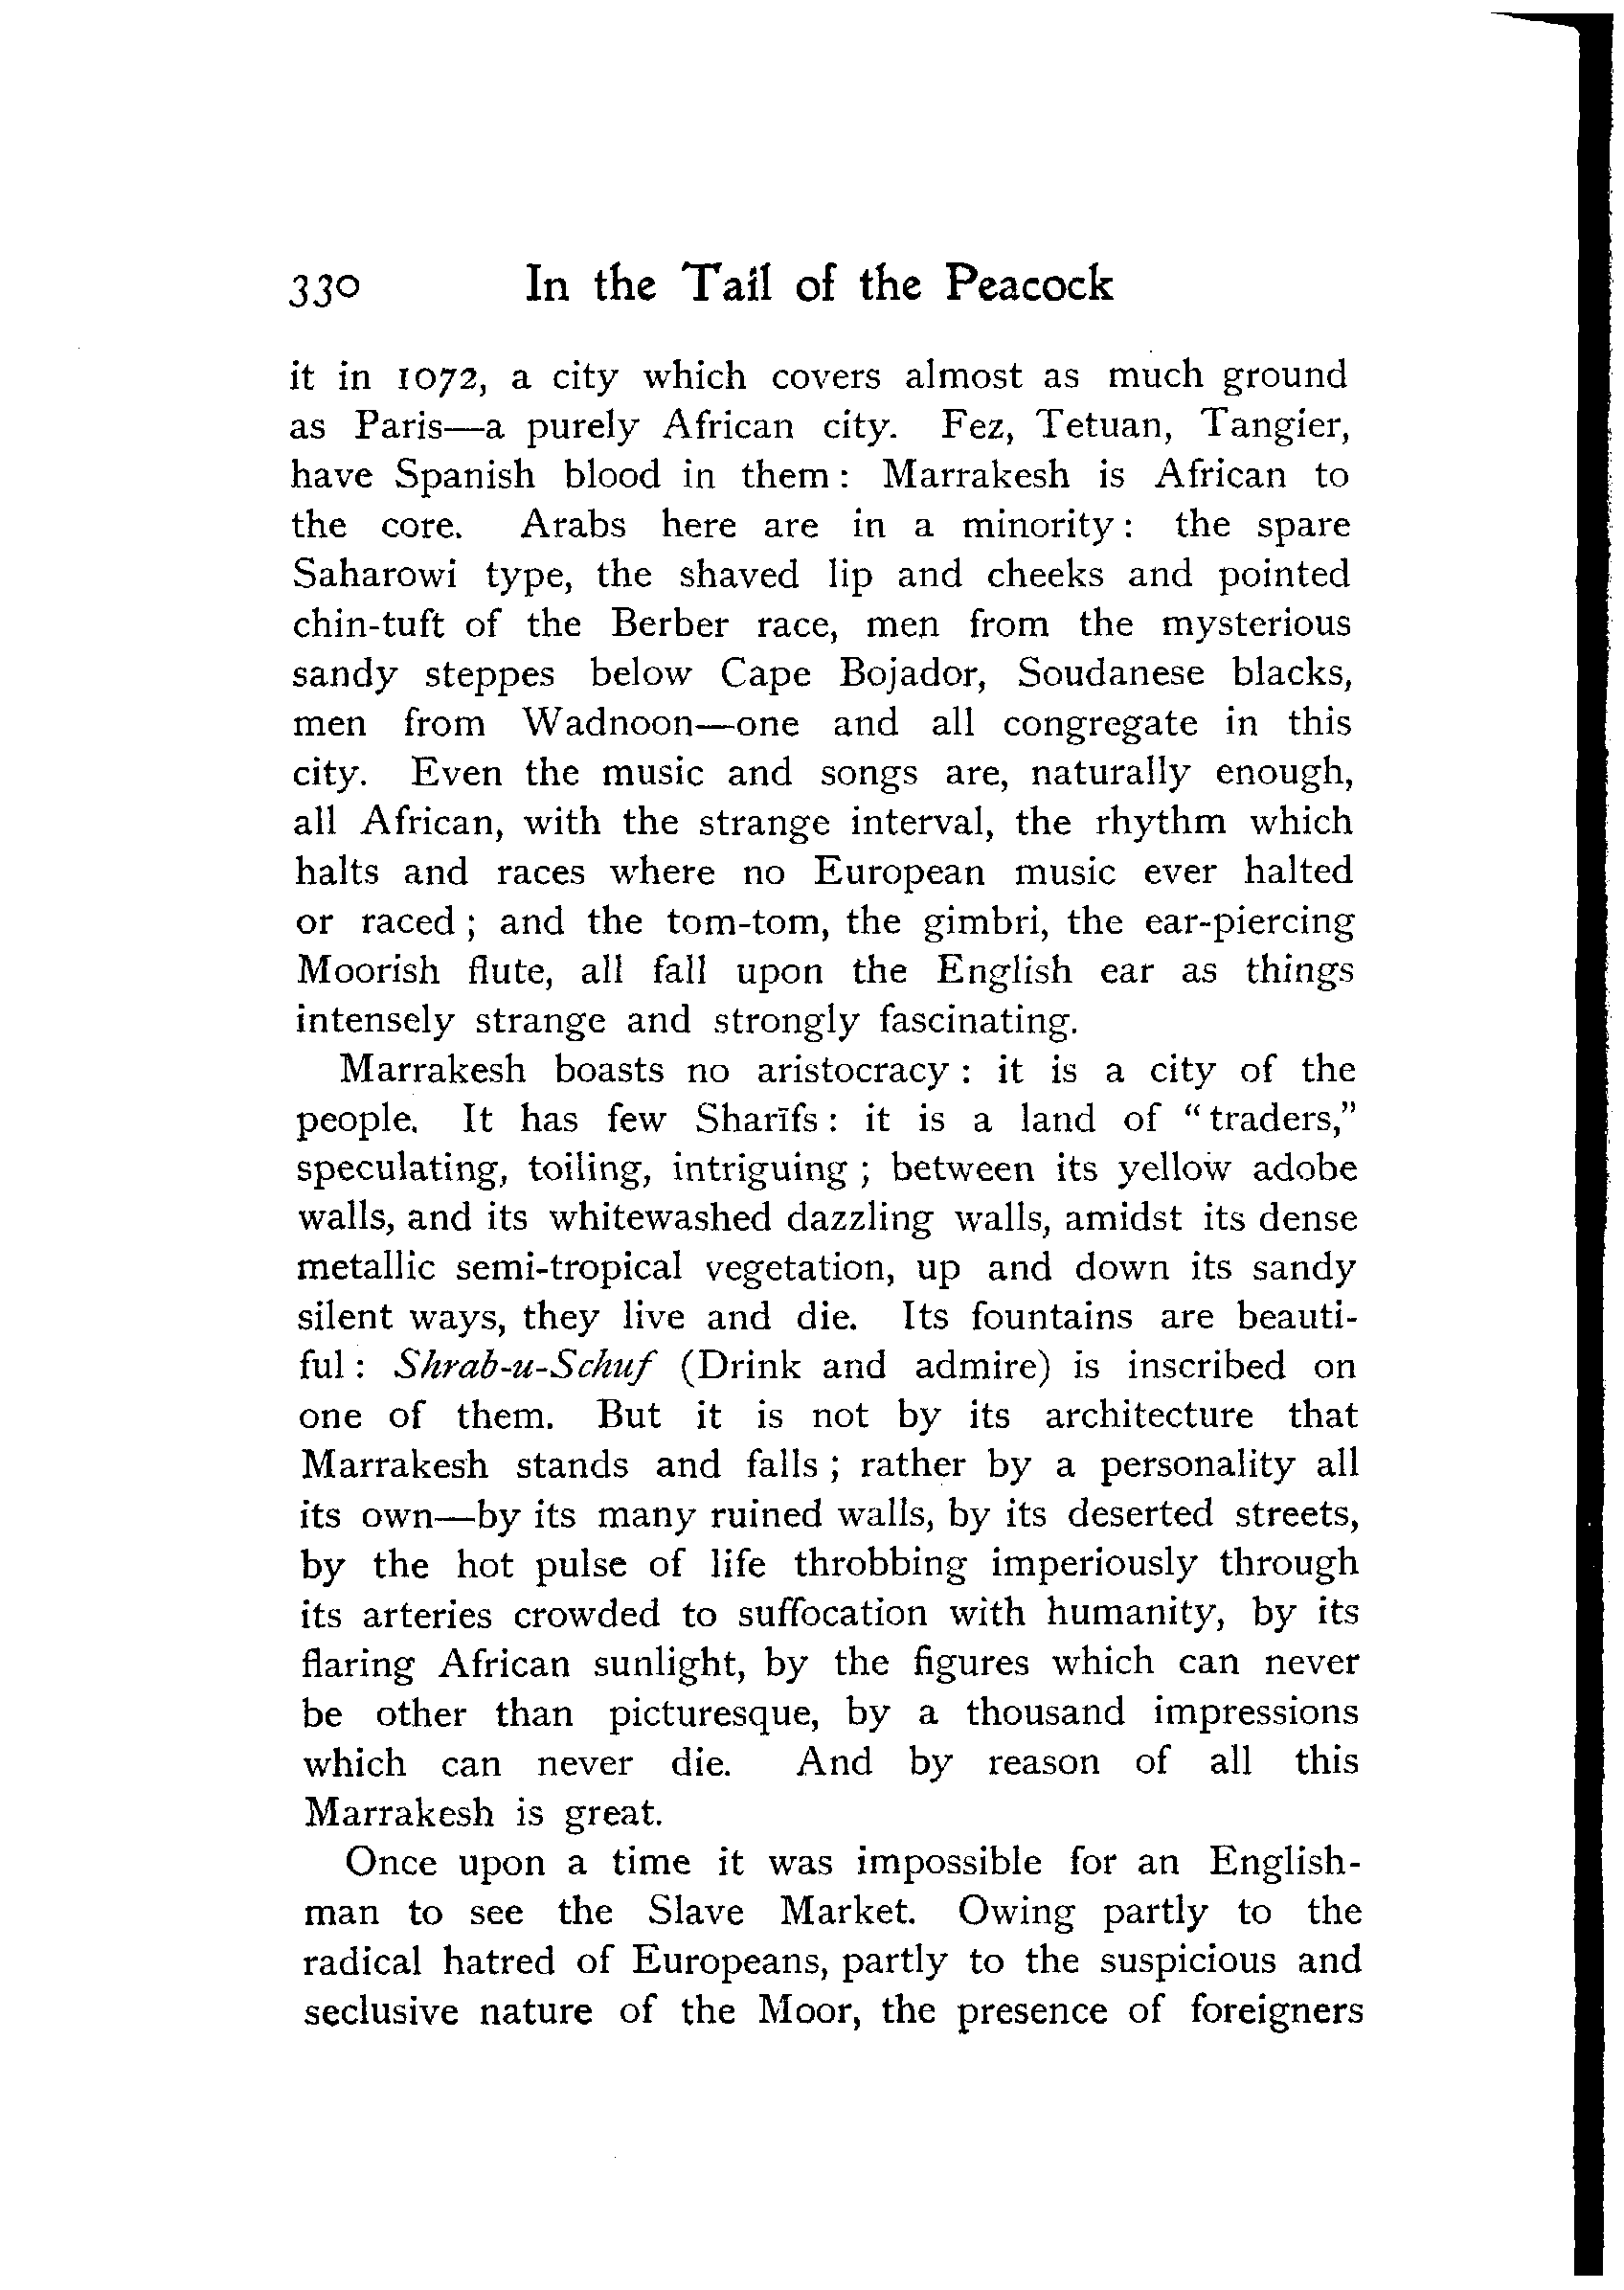 330 In the Tail of the Peacock
it in 1072, a city which covers almost as much ground
as Paris—a purely African city. Fez, Tetuan, Tangier,
have Spanish blood in them: Marrakesh is African to
the core. Arabs here are in a minority: the spare
Saharowi type, the shaved lip and cheeks and pointed
chin-tuft of the Berber race, men from the mysterious
sandy steppes below Cape Bojador, Soudanese blacks,
men from Wadnoon—one and all congregate in this
city. Even the music and songs are, naturally enough,
all African, with the strange interval, the rhythm which
halts and races where no European music ever halted
or raced; and the tom-tom, the gimbri, the ear-piercing
Moorish flute, all fall upon the English ear as things
intensely strange and strongly fascinating.
Marrakesh boasts no aristocracy: it is a city of the
people. It has few Sharīfs: it is a land of "traders,"
speculating, toiling, intriguing; between its yellow adobe
walls, and its whitewashed dazzling walls, amidst its dense
metallic semi-tropical vegetation, up and down its sandy
silent ways, they live and die. Its fountains are beauti-
ful: Shrab-u-Schuf (Drink and admire) is inscribed on
one of them. But it is not by its architecture that
Marrakesh stands and falls; rather by a personality all
its own—by its many ruined walls, by its deserted streets,
by the hot pulse of life throbbing imperiously through
its arteries crowded to suffocation with humanity, by its
flaring African sunlight, by the figures which can never
be other than picturesque, by a thousand impressions
which can never die. And by reason of all this
Marrakesh is great.
Once upon a time it was impossible for an English-
man to see the Slave Market. Owing partly to the
radical hatred of Europeans, partly to the suspicious and
seclusive nature of the Moor, the presence of foreigners